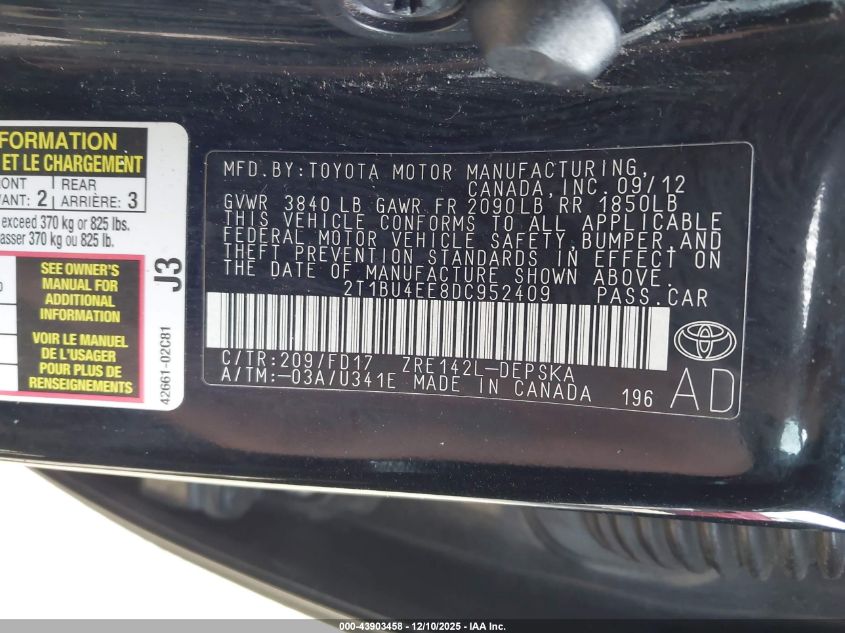 FORMATION
ET LE CHARGEMENT
REAR
2 ARRIÈRE: 3
exceed 370 kg or 825 lbs.
370 kg ou 825 lb.
SEE OWNER'S
MANUAL FOR
ADDITIONAL
INFORMATION
VOIR LE MANUEL
DE L'USAGER
POUR PLUS DE
RENSEIGNEMENTS
J3
42661-02C81
MFD.BY:TOYOTA MOTOR MANUFACTURING,
CANADA, INC. 09/12
GVWR 3840 LB GAWR FR 2090LB RR 1850LB
THIS VEHICLE CONFORMS TO ALL APPLICABLE
FEDERAL MOTOR VEHICLE SAFETY, BUMPER, AND
THEFT PREVENTION STANDARDS IN EFFECT ON
THE DATE OF MANUFACTURE SHOWN ABOVE.
2T1BU4EE8DC952409 PASS.CAR
C/TR:209/FD17 ZRE142L-DEPSKA
A/TM:-03A/U341E MADE IN CANADA 196
AD
000-43903458 - 12/10/2025 - IAA Inc.